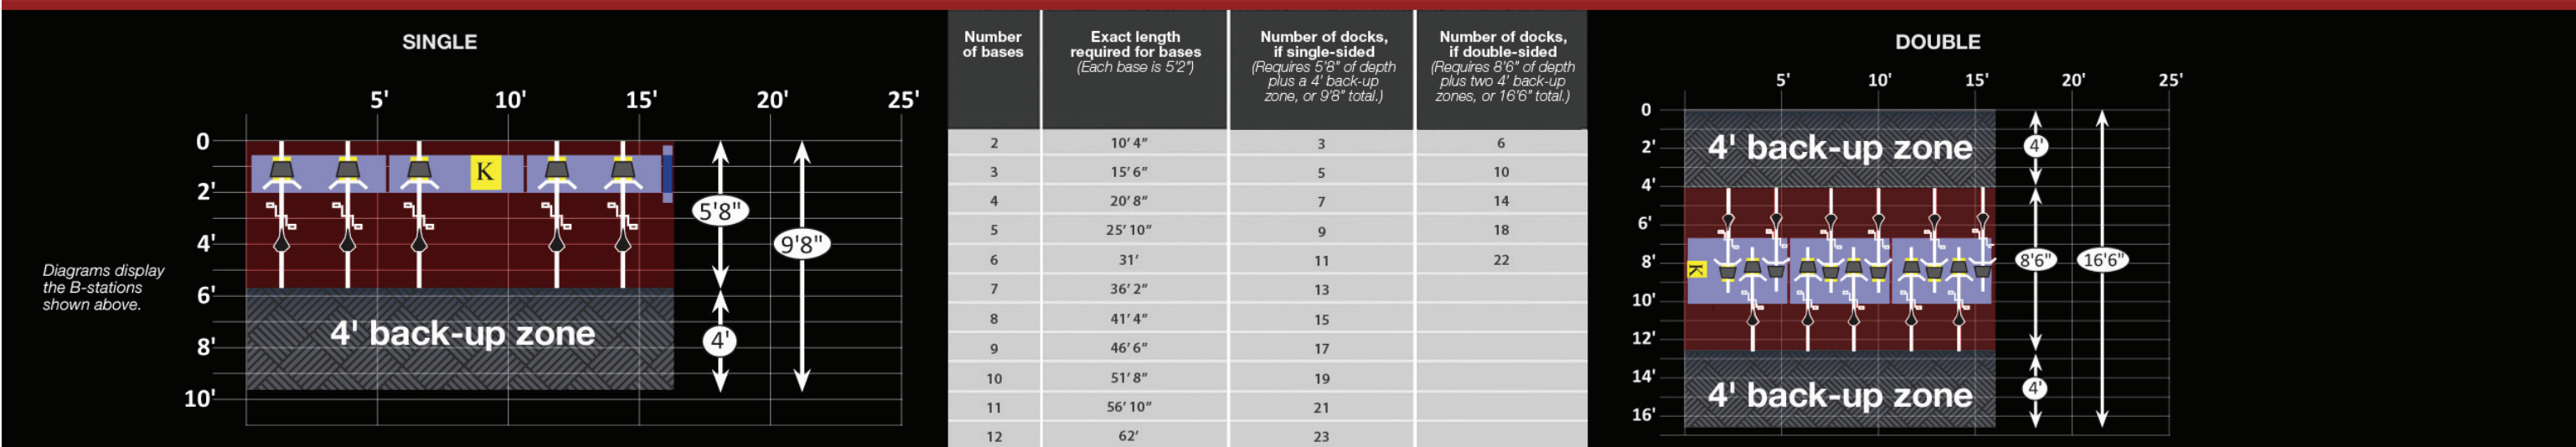 SINGLE
5' 10' 15' 20' 25'
0
K
2'
5'8"
4'
9'8"
Diagrams display
the B-stations
shown above.
6'
4' back-up zone
4'
8'
10'
Number
of bases
Exact length
required for bases
(Each base is 5'2")
Number of docks,
if single-sided
(Requires 5'8" of depth
plus a 4' back-up
zone, or 9'8" total.)
Number of docks,
if double-sided
(Requires 8'6" of depth
plus two 4' back-up
zones, or 16'6" total.)
2 10' 4" 3 6
3 15' 6" 5 10
4 20' 8" 7 14
5 25' 10" 9 18
6 31' 11 22
7 36' 2" 13
8 41' 4" 15
9 46' 6" 17
10 51' 8" 19
11 56' 10" 21
12 62' 23
DOUBLE
5' 10' 15' 20' 25'
0
2'
4' back-up zone
4'
4'
6'
8'
K
8'6"
16'6"
10'
12'
14'
4' back-up zone
4'
16'